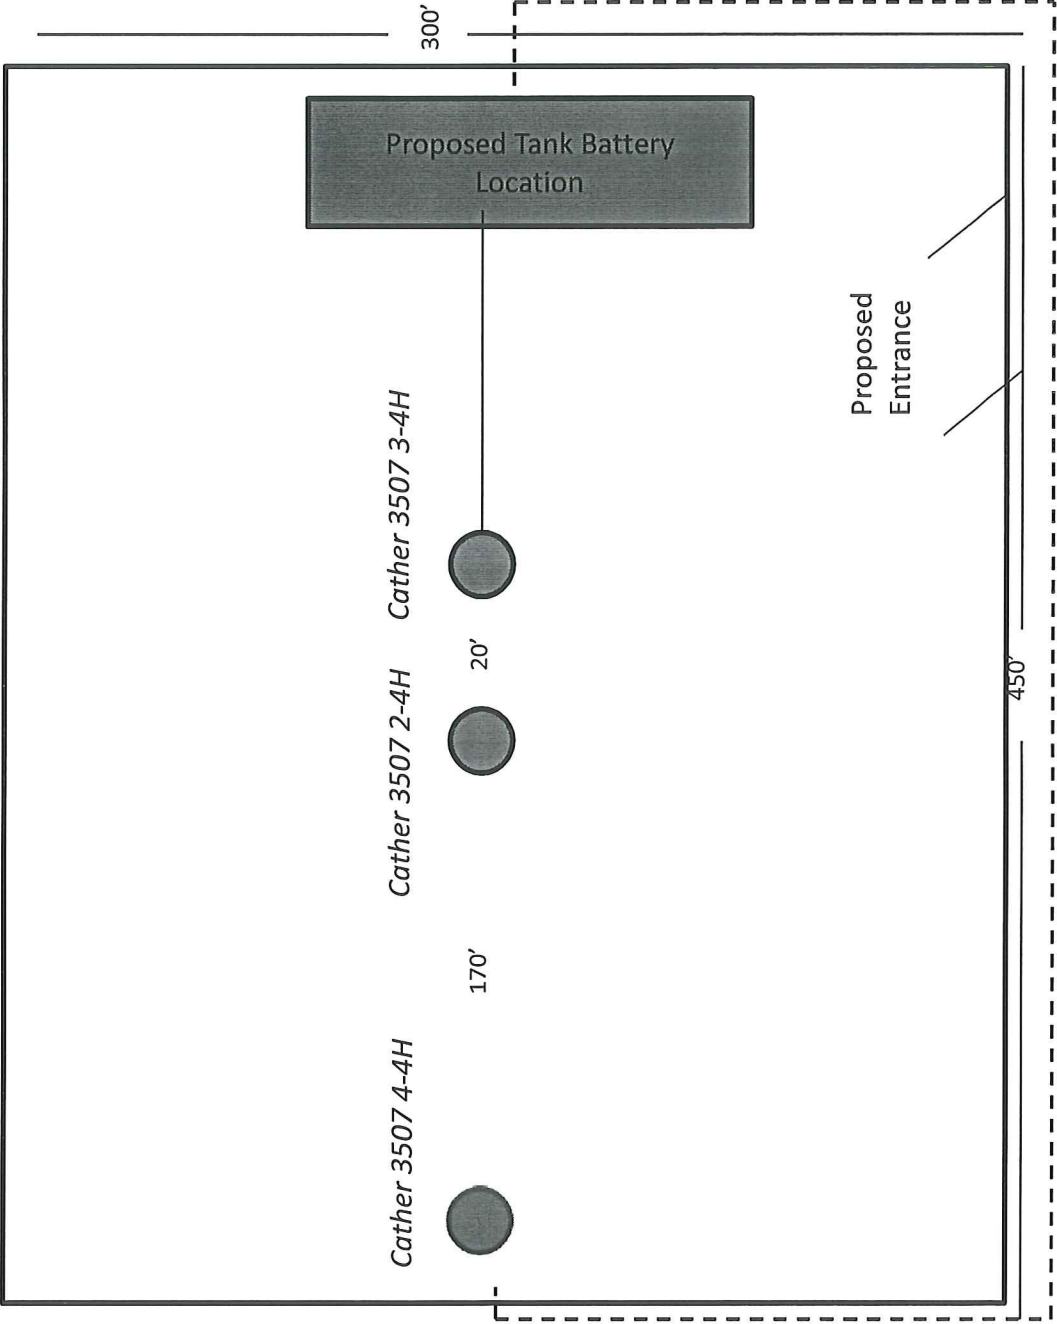 300’
Proposed Tank Battery
Location
Proposed
Entrance
Cather 3507 3-4H
20’
Cather 3507 2-4H
450’
170’
Cather 3507 4-4H